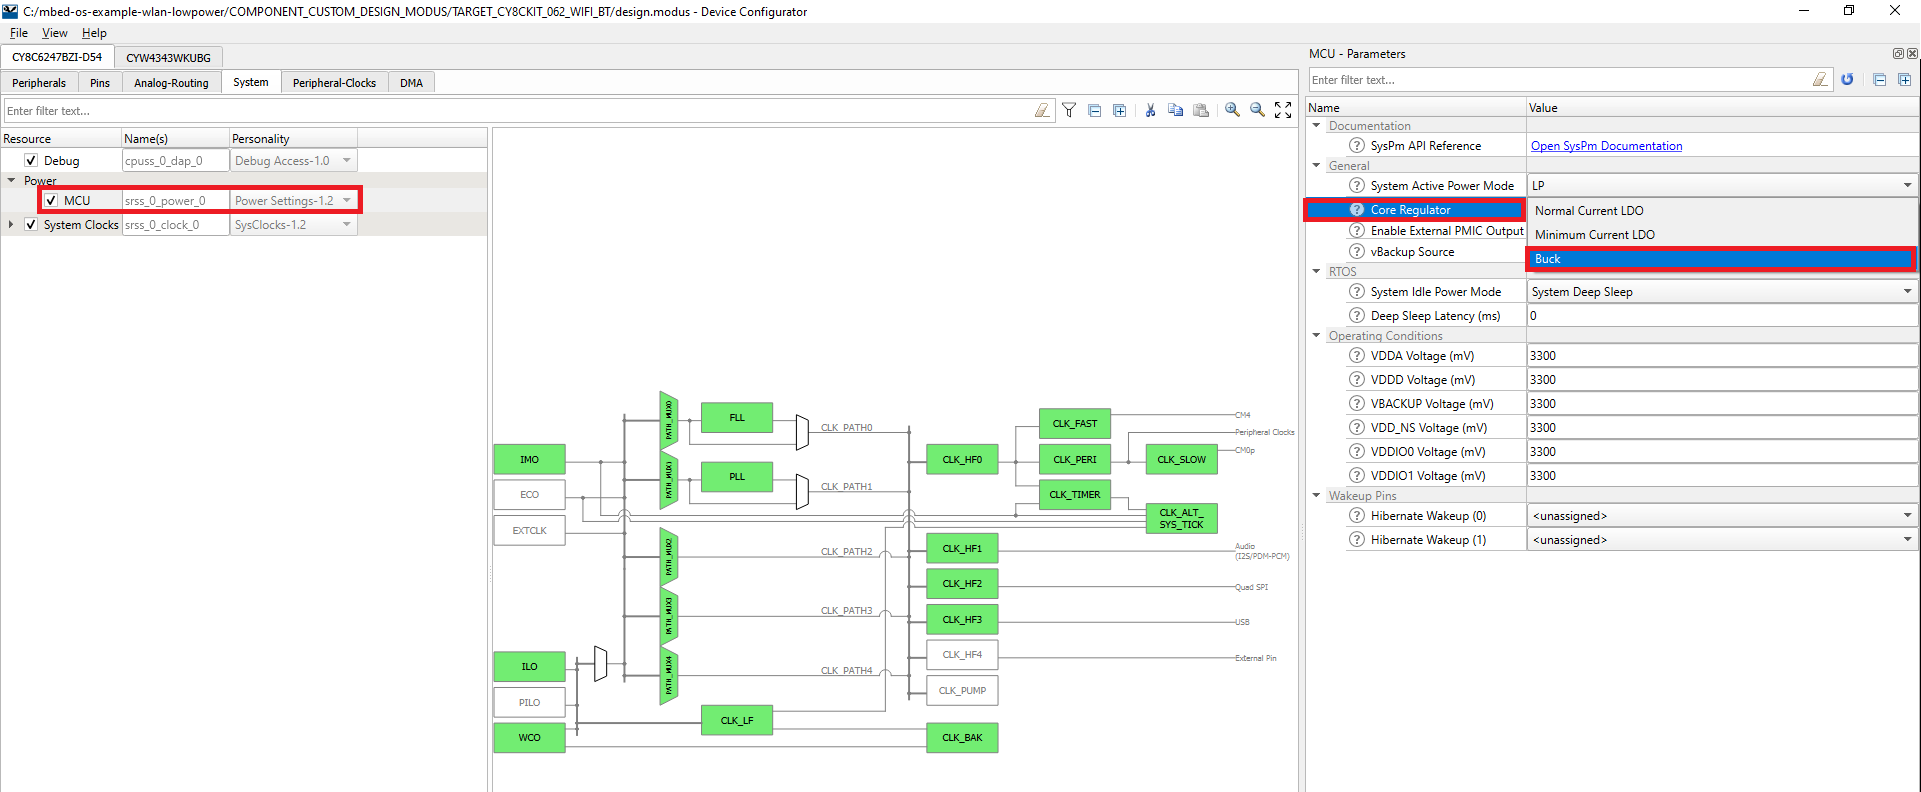 C:/mbed-os-example-wlan-lowpower/COMPONENT_CUSTOM_DESIGN_MODUS/TARGET_CY8CKIT_062_WIFI_BT/design.modus - Device Configurator
File View Help
CY8C6247BZI-D54 CYW4343WKUBG
Peripherals Pins Analog-Routing System Peripheral-Clocks DMA
Enter filter text...
Resource Name(s) Personality
Debug cpuss_0_dap_0 Debug Access-1.0
Power
MCU srss_0_power_0 Power Settings-1.2
System Clocks srss_0_clock_0 SysClocks-1.2
IMO
ECO
EXTCLK
ILO
PILO
WCO
PATH_MUX0
PATH_MUX1
PATH_MUX2
PATH_MUX3
PATH_MUX4
FLL
PLL
CLK_LF
CLK_PATH0
CLK_PATH1
CLK_PATH2
CLK_PATH3
CLK_PATH4
CLK_HF0
CLK_HF1
CLK_HF2
CLK_HF3
CLK_HF4
CLK_PUMP
CLK_BAK
CLK_FAST
CLK_PERI
CLK_TIMER
CLK_SLOW
CLK_ALT_
SYS_TICK
CM4
Peripheral Clocks
CM0p
Audio
(I2S/PDM-PCM)
Quad SPI
USB
External Pin
MCU - Parameters
Enter filter text...
Name Value
Documentation
? SysPm API Reference Open SysPm Documentation
General
? System Active Power Mode LP
? Core Regulator
Normal Current LDO
Minimum Current LDO
Buck
? Enable External PMIC Output
? vBackup Source
RTOS
? System Idle Power Mode System Deep Sleep
? Deep Sleep Latency (ms) 0
Operating Conditions
? VDDA Voltage (mV) 3300
? VDDD Voltage (mV) 3300
? VBACKUP Voltage (mV) 3300
? VDD_NS Voltage (mV) 3300
? VDDIO0 Voltage (mV) 3300
? VDDIO1 Voltage (mV) 3300
Wakeup Pins
? Hibernate Wakeup (0) <unassigned>
? Hibernate Wakeup (1) <unassigned>